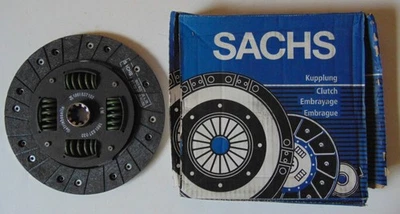 SACHS
Kupplung
Clutch
Embrayage
Embrague